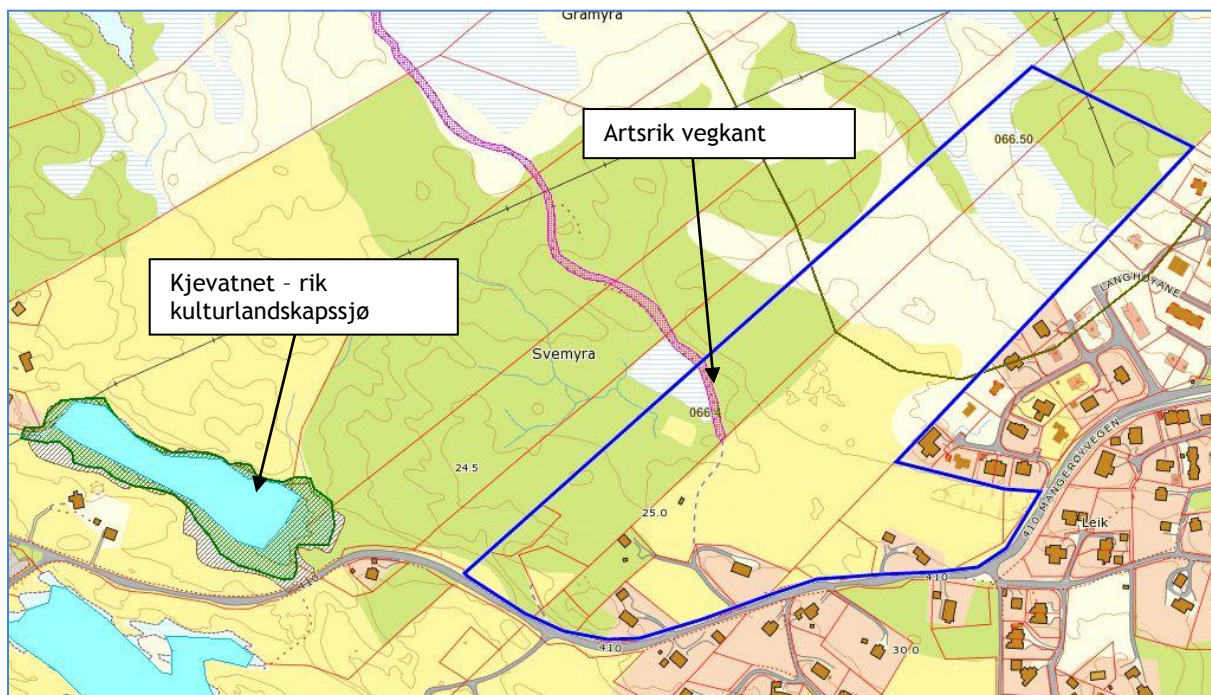 Gråmyra
Artsrik vegkant
066.50
Kjevatnet – rik
kulturlandskapssjø
LANGHØYANE
Svemyra
066.4
24.5
25.0
410 MANGERØYVEGEN
Leik
410
410
410
30.0